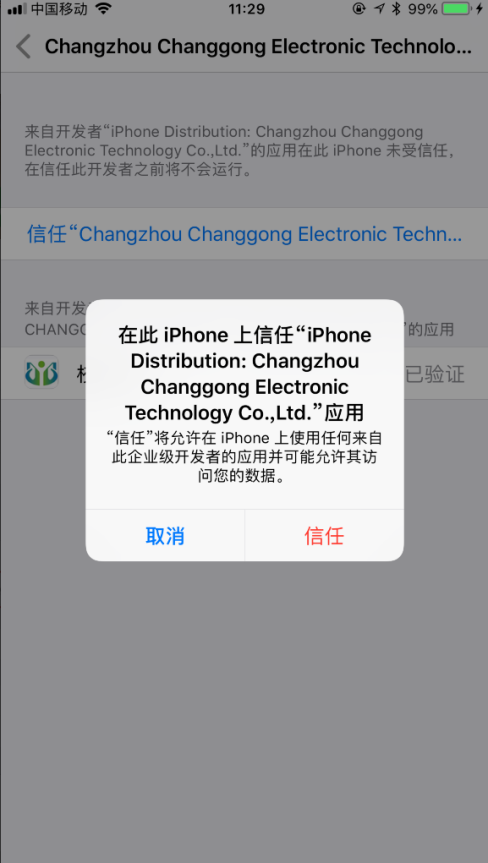 中国移动 11:29 99%
Changzhou Changgong Electronic Technolo...
来自开发者“iPhone Distribution: Changzhou Changgong
Electronic Technology Co.,Ltd.”的应用在此 iPhone 未受信任，
在信任此开发者之前将不会运行。
信任“Changzhou Changgong Electronic Techn...
来自开发
CHANGC
”的应用
已验证
在此 iPhone 上信任“iPhone
Distribution: Changzhou
Changgong Electronic
Technology Co.,Ltd.”应用
“信任”将允许在 iPhone 上使用任何来自
此企业级开发者的应用并可能允许其访
问您的数据。
取消 信任